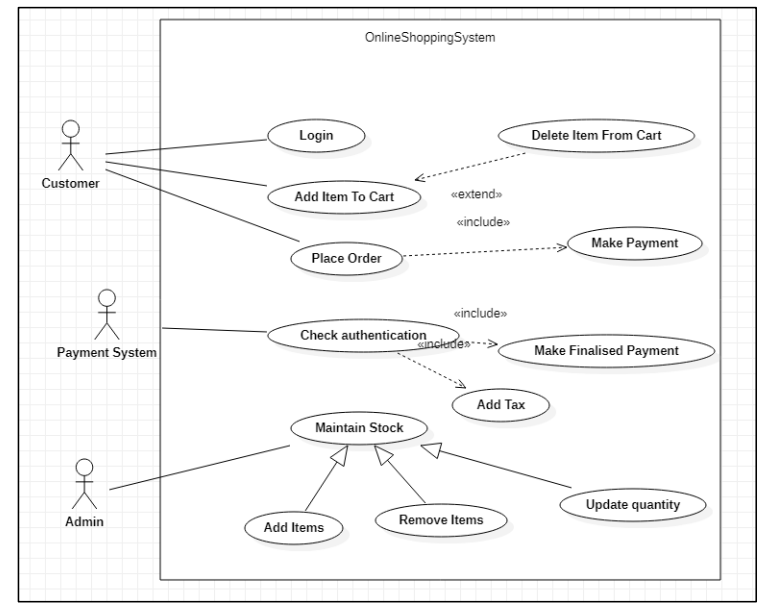 OnlineShoppingSystem
Login
Delete Item From Cart
Customer
Add Item To Cart
«extend»
«include»
Place Order
Make Payment
«include»
Payment System
Check authentication
«include»
Make Finalised Payment
Add Tax
Maintain Stock
Admin
Add Items
Remove Items
Update quantity